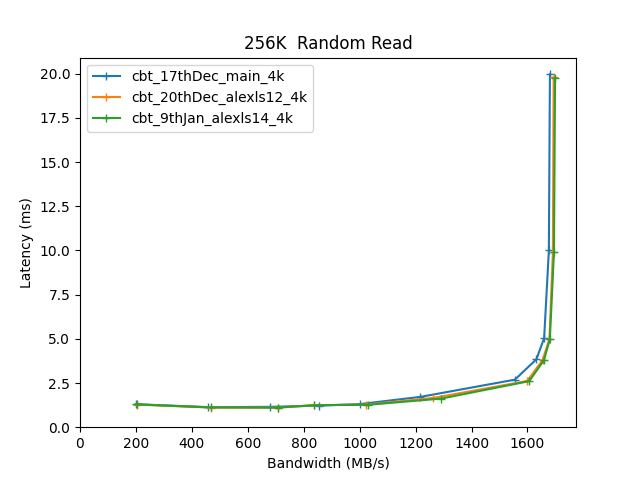 256K  Random Read
cbt_17thDec_main_4k
cbt_20thDec_alexls12_4k
cbt_9thJan_alexls14_4k
Latency (ms)
20.0
17.5
15.0
12.5
10.0
7.5
5.0
2.5
0.0
0 200 400 600 800 1000 1200 1400 1600
Bandwidth (MB/s)